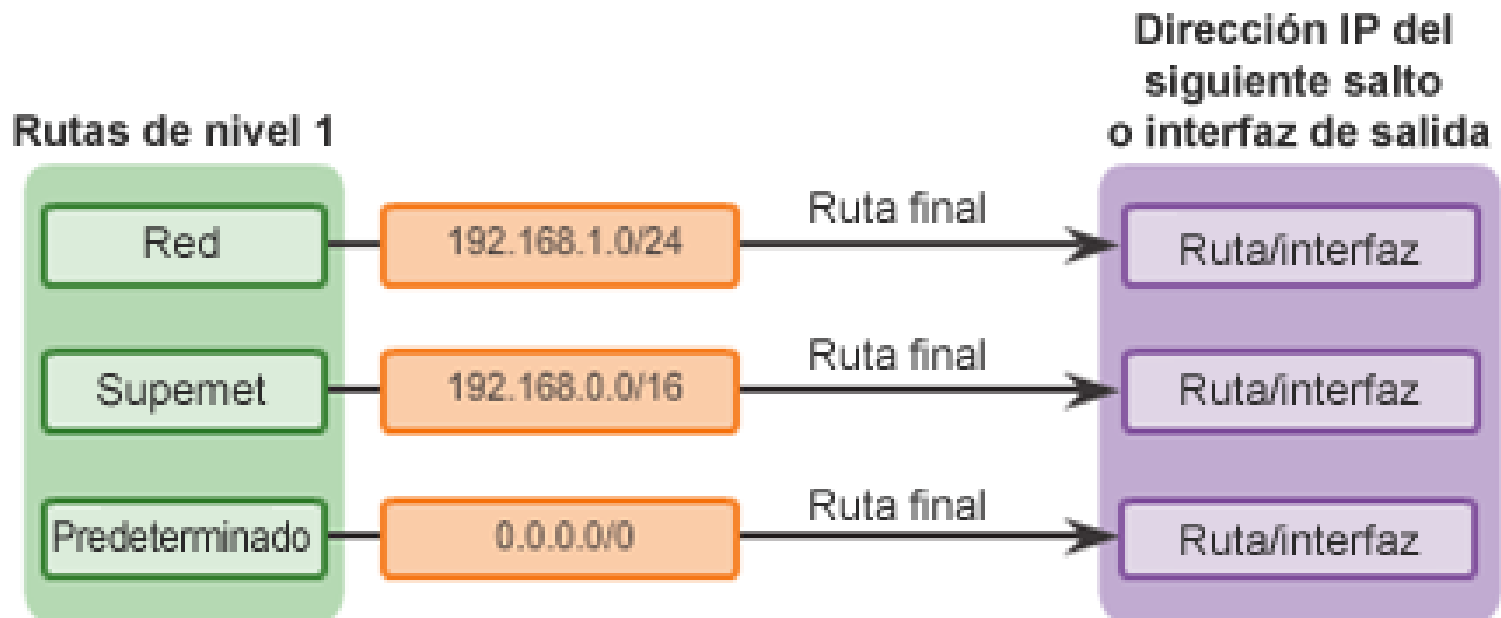 Dirección IP del
siguiente salto
o interfaz de salida
Rutas de nivel 1
Red
192.168.1.0/24
Ruta final
Ruta/interfaz
Supernet
192.168.0.0/16
Ruta final
Ruta/interfaz
Predeterminado
0.0.0.0/0
Ruta final
Ruta/interfaz